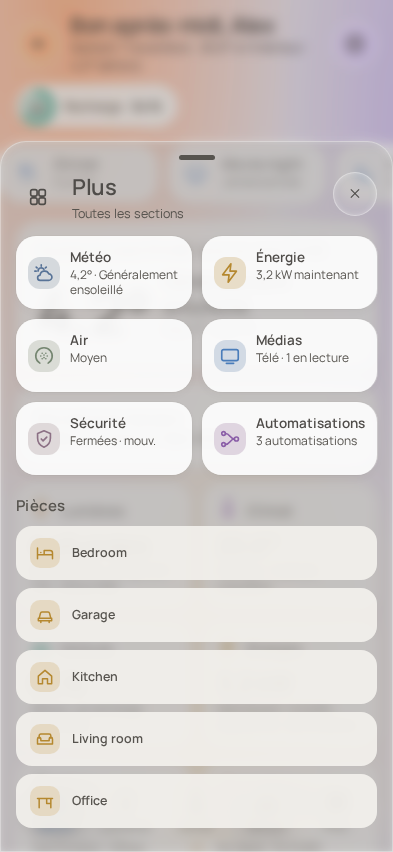 Plus
Toutes les sections
Météo
4,2° · Généralement
ensoleillé
Énergie
3,2 kW maintenant
Air
Moyen
Médias
Télé · 1 en lecture
Sécurité
Fermées · mouv.
Automatisations
3 automatisations
Pièces
Bedroom
Garage
Kitchen
Living room
Office